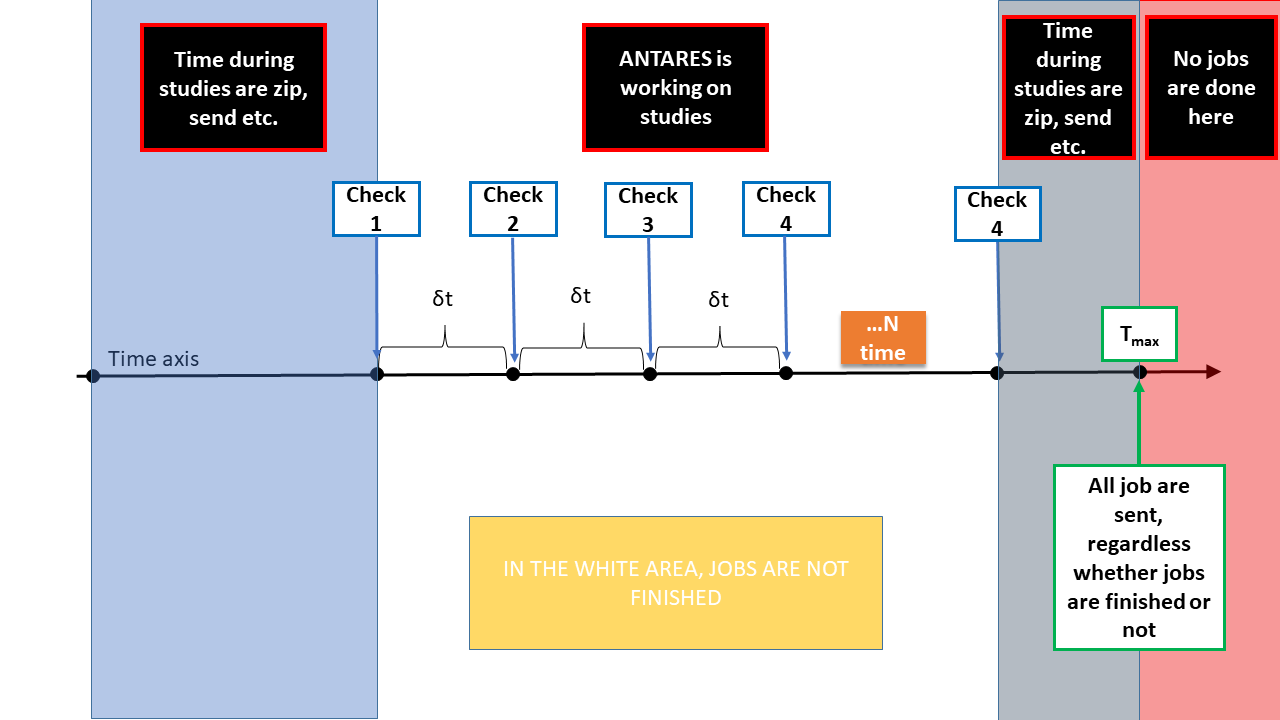 Time during
studies are zip,
send etc.
ANTARES is
working on
studies
Time
during
studies are
zip, send
etc.
No jobs
are done
here
Check
1
Check
2
Check
3
Check
4
Check
4
δt
δt
δt
...N
time
Tmax
Time axis
All job are
sent,
regardless
whether jobs
are finished or
not
IN THE WHITE AREA, JOBS ARE NOT
FINISHED